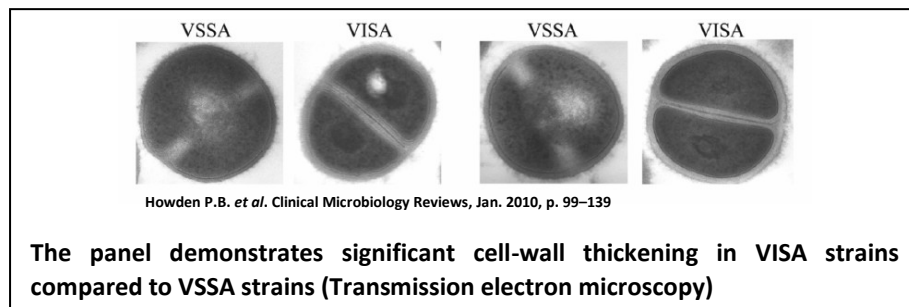 VSSA VISA VSSA VISA
Howden P.B. et al. Clinical Microbiology Reviews, Jan. 2010, p. 99–139
The panel demonstrates significant cell-wall thickening in VISA strains
compared to VSSA strains (Transmission electron microscopy)